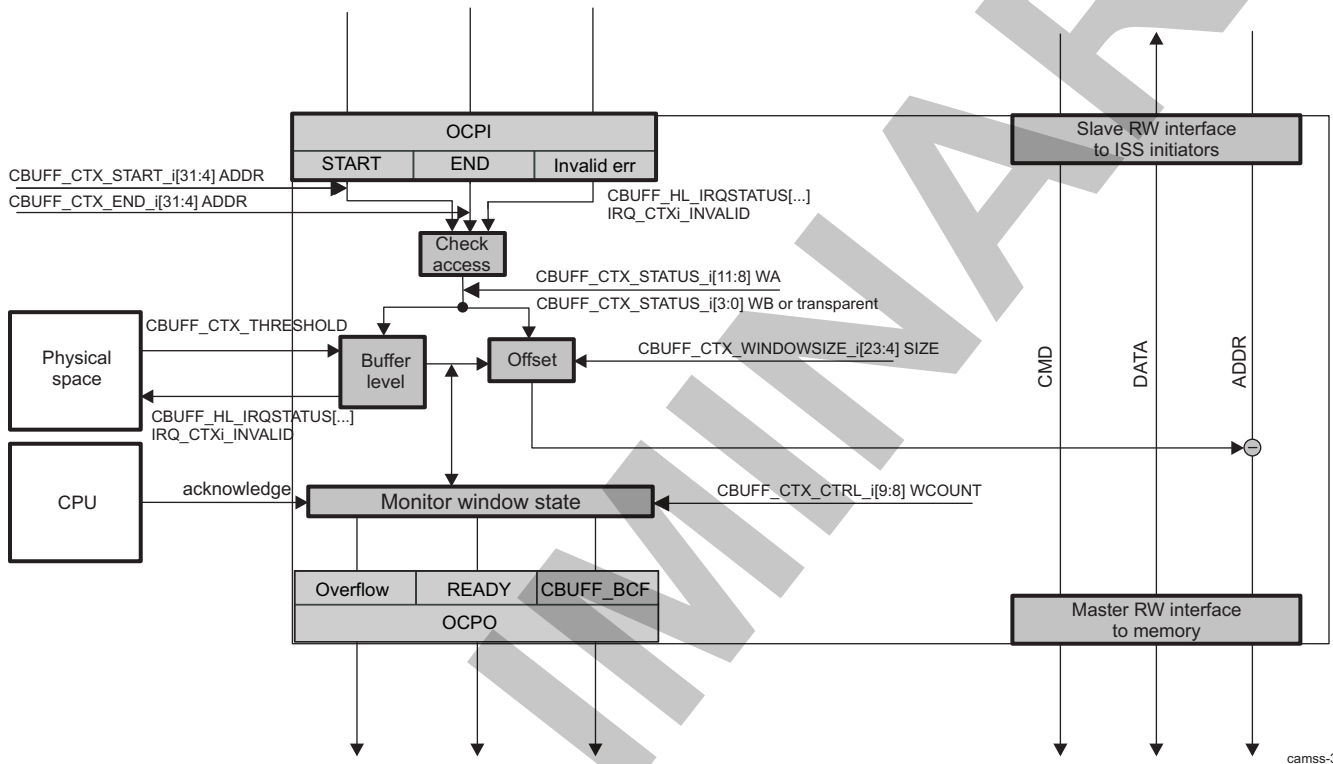 OCPI
START
END
Invalid err
Slave RW interface
to ISS initiators
CBUFF_CTX_START_i[31:4] ADDR
CBUFF_CTX_END_i[31:4] ADDR
CBUFF_HL_IRQSTATUS[...]
IRQ_CTXi_INVALID
Check
access
CBUFF_CTX_STATUS_i[11:8] WA
CBUFF_CTX_STATUS_i[3:0] WB or transparent
Physical
space
CBUFF_CTX_THRESHOLD
Buffer
level
Offset
CBUFF_CTX_WINDOWSIZE_i[23:4] SIZE
CMD
DATA
ADDR
CBUFF_HL_IRQSTATUS[...]
IRQ_CTXi_INVALID
CPU
acknowledge
Monitor window state
CBUFF_CTX_CTRL_i[9:8] WCOUNT
Overflow
READY
CBUFF_BCF
OCPO
Master RW interface
to memory
IMINAR
camss-3